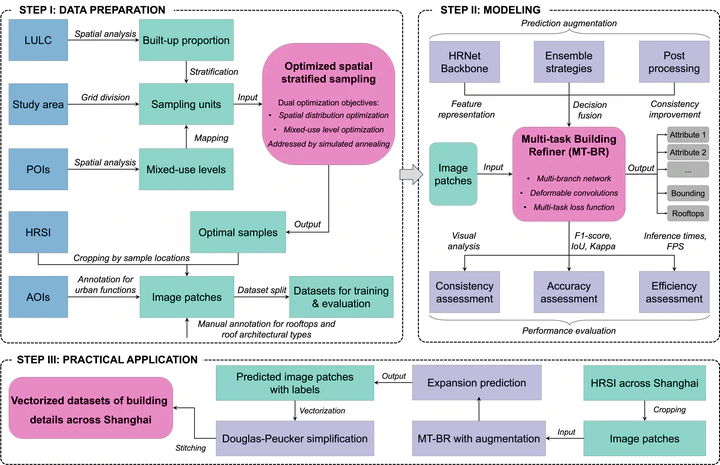 STEP I: DATA PREPARATION
LULC
Spatial analysis
Built-up proportion
Stratification
Study area
Grid division
Sampling units
Input
Mapping
POIs
Spatial analysis
Mixed-use levels
Optimized spatial
stratified sampling
Dual optimization objectives:
• Spatial distribution optimization
• Mixed-use level optimization
Addressed by simulated annealing
Output
HRSI
Optimal samples
Cropping by sample locations
AOIs
Annotation for
urban functions
Image patches
Dataset split
Datasets for training
& evaluation
Manual annotation for rooftops and
roof architectural types
STEP II: MODELING
Prediction augmentation
HRNet
Backbone
Ensemble
strategies
Post
processing
Feature
representation
Decision
fusion
Consistency
improvement
Image
patches
Input
Multi-task Building
Refiner (MT-BR)
• Multi-branch network
• Deformable convolutions
• Multi-task loss function
Output
Attribute 1
Attribute 2
...
Bounding
Rooftops
Visual
analysis
F1-score,
IoU, Kappa
Inference times,
FPS
Consistency
assessment
Accuracy
assessment
Efficiency
assessment
Performance evaluation
STEP III: PRACTICAL APPLICATION
Vectorized datasets of building
details across Shanghai
Stitching
Predicted image patches
with labels
Vectorization
Douglas-Peucker simplification
Output
Expansion prediction
MT-BR with augmentation
Input
HRSI across Shanghai
Cropping
Image patches